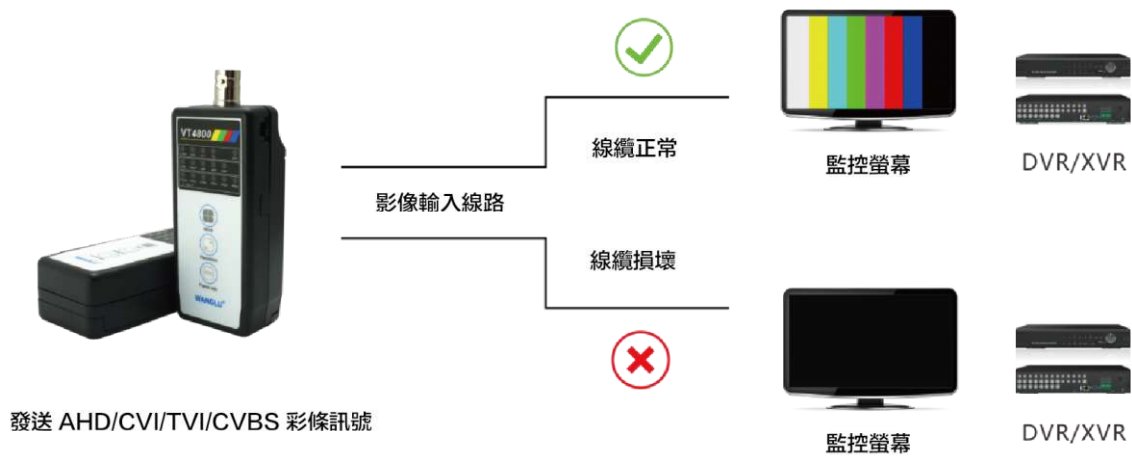 VT4800
WANGLU
影像輸入線路
線纜正常
監控螢幕
DVR/XVR
線纜損壞
監控螢幕
DVR/XVR
發送 AHD/CVI/TVI/CVBS 彩條訊號